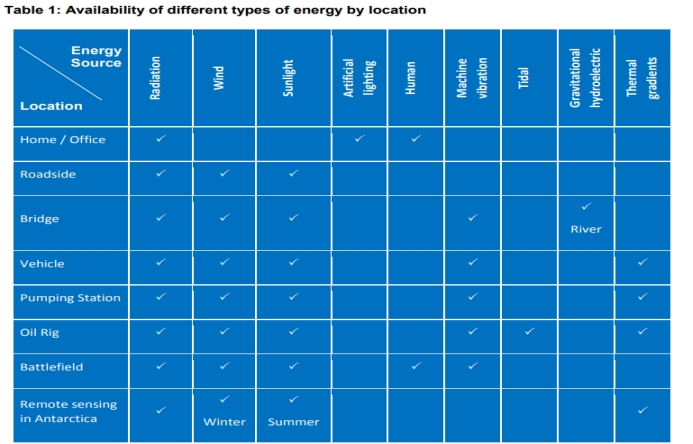 Table 1: Availability of different types of energy by location
Energy
Source
Location
Radiation
Wind
Sunlight
Artificial
lighting
Human
Machine
vibration
Tidal
Gravitational
hydroelectric
Thermal
gradients
Home / Office ✓ ✓ ✓
Roadside ✓ ✓ ✓
Bridge ✓ ✓ ✓ ✓ ✓
River
Vehicle ✓ ✓ ✓ ✓ ✓
Pumping Station ✓ ✓ ✓ ✓ ✓
Oil Rig ✓ ✓ ✓ ✓ ✓ ✓
Battlefield ✓ ✓ ✓ ✓ ✓
Remote sensing ✓ ✓ ✓ ✓
in Antarctica Winter Summer